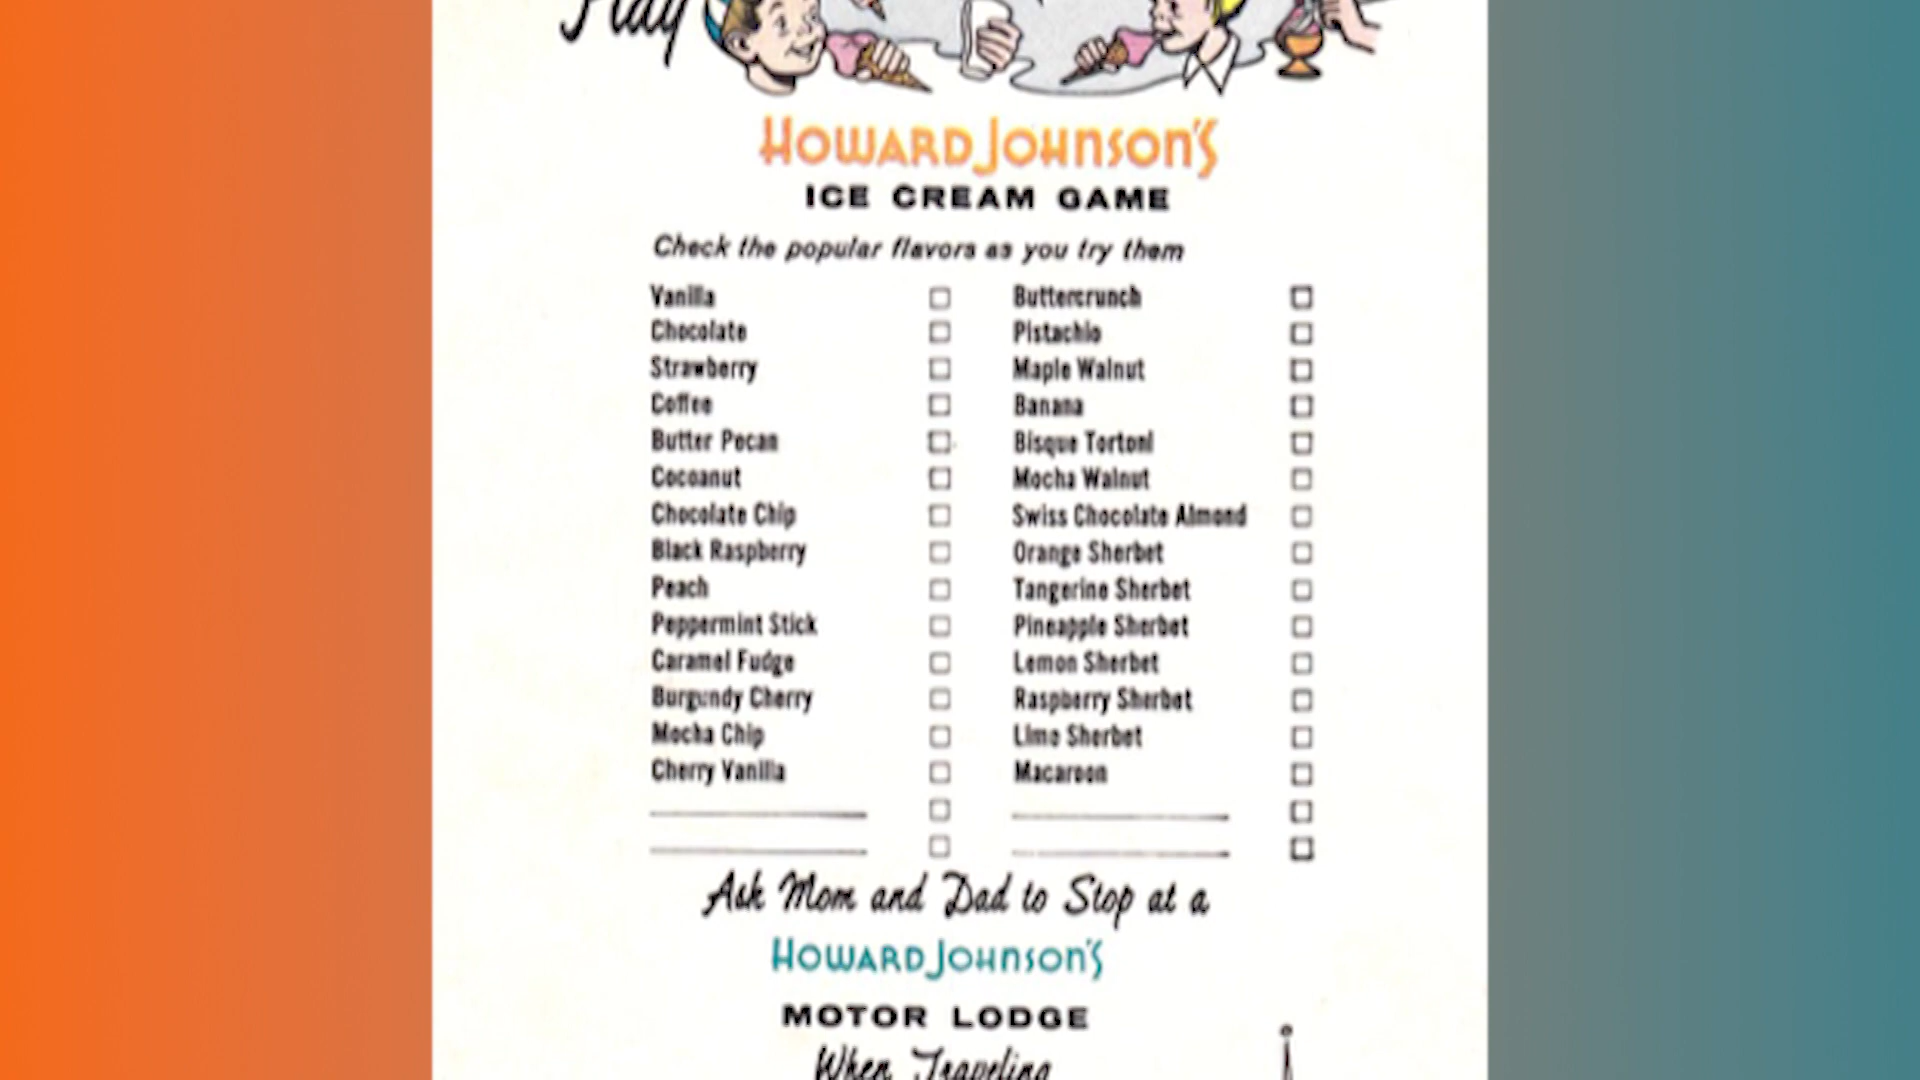 Play
HOWARD JOHNSON'S
ICE CREAM GAME
Check the popular flavors as you try them
Vanilla
Chocolate
Strawberry
Coffee
Butter Pecan
Cocoanut
Chocolate Chip
Black Raspberry
Peach
Peppermint Stick
Caramel Fudge
Burgundy Cherry
Mocha Chip
Cherry Vanilla
Buttercrunch
Pistachio
Maple Walnut
Banana
Bisque Tortoni
Mocha Walnut
Swiss Chocolate Almond
Orange Sherbet
Tangerine Sherbet
Pineapple Sherbet
Lemon Sherbet
Raspberry Sherbet
Lime Sherbet
Macaroon
Ask Mom and Dad to Stop at a
HOWARD JOHNSON'S
MOTOR LODGE
When Traveling